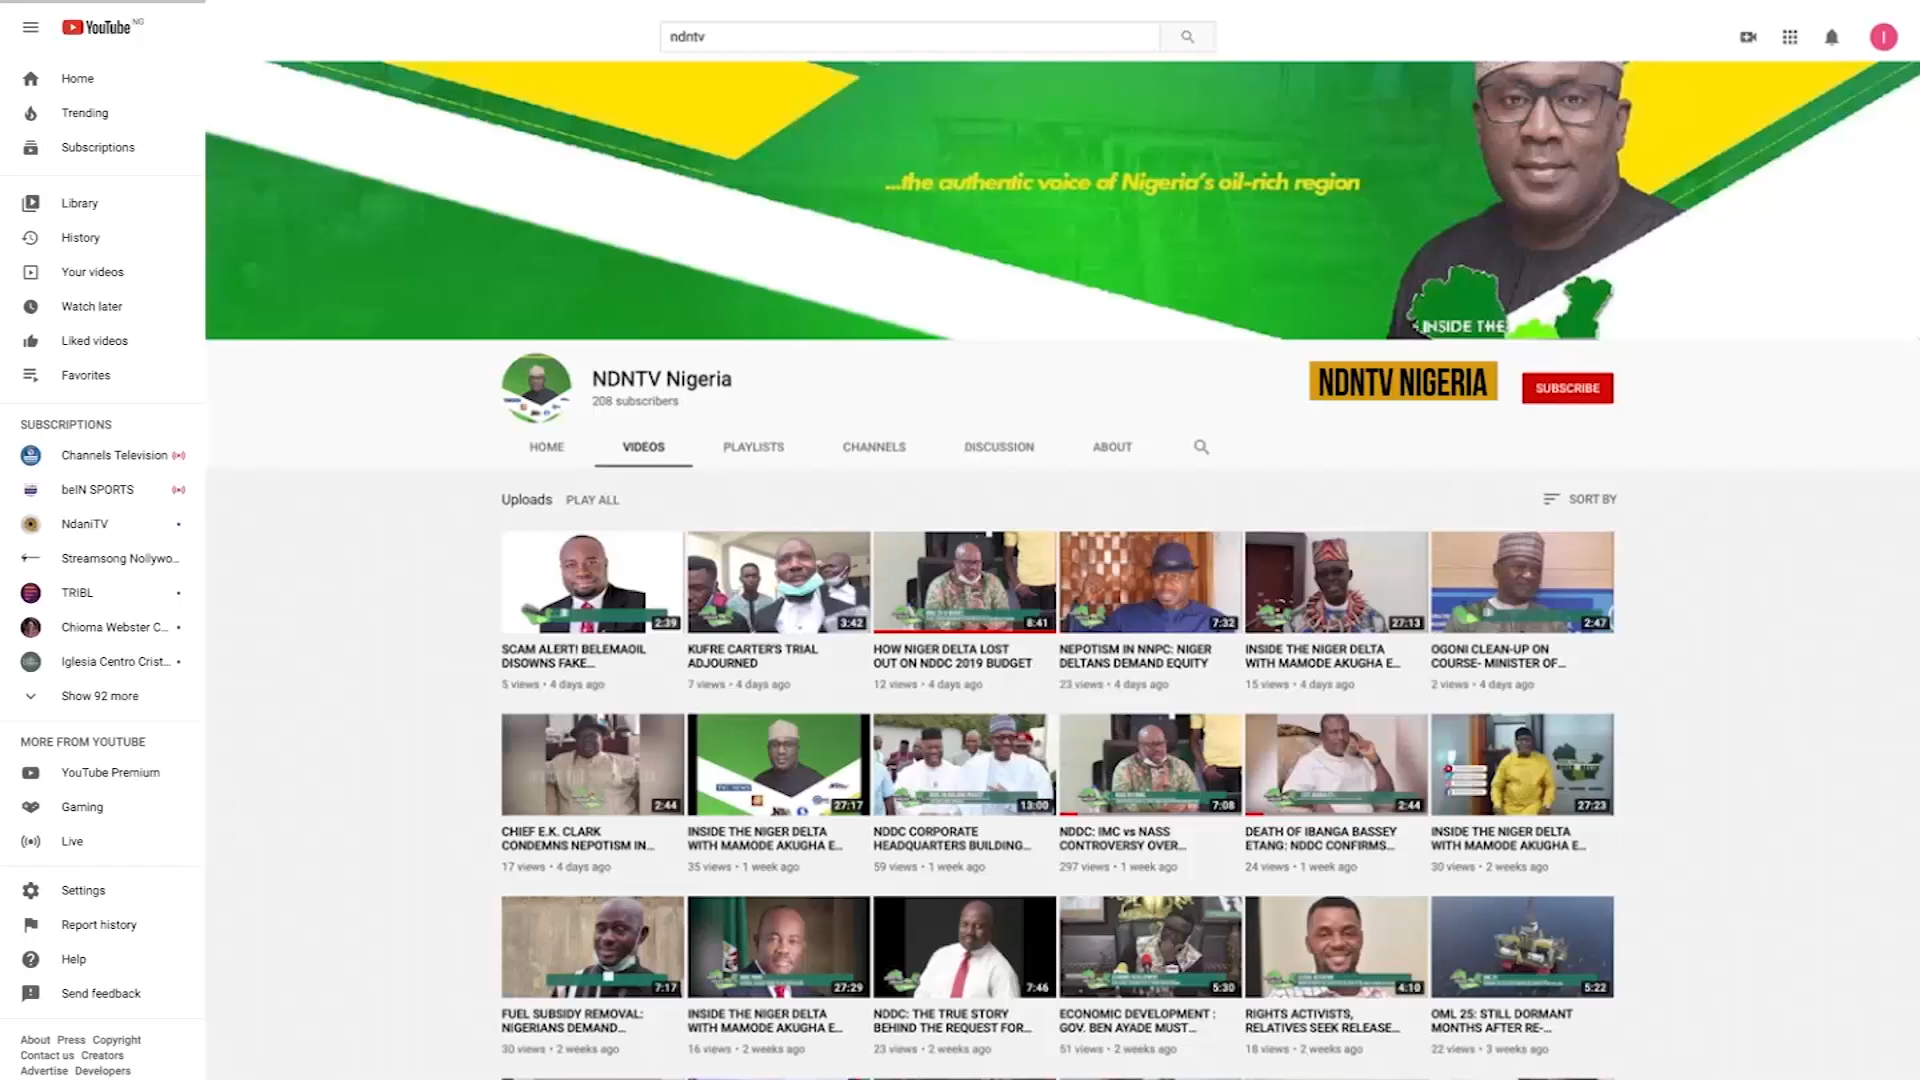 YouTube NG
ndntv
Home
Trending
Subscriptions
Library
History
Your videos
Watch later
Liked videos
Favorites
SUBSCRIPTIONS
Channels Television
beIN SPORTS
NdaniTV
Streamsong Nollywo...
TRIBL
Chioma Webster C...
Iglesia Centro Crist...
Show 92 more
MORE FROM YOUTUBE
YouTube Premium
Gaming
Live
Settings
Report history
Help
Send feedback
About Press Copyright
Contact us Creators
Advertise Developers
...the authentic voice of Nigeria's oil-rich region
INSIDE THE
NDNTV Nigeria
208 subscribers
NDNTV NIGERIA
SUBSCRIBE
HOME VIDEOS PLAYLISTS CHANNELS DISCUSSION ABOUT
Uploads PLAY ALL
SORT BY
2:39 3:42 8:41 7:32 27:13 2:47
SCAM ALERT! BELEMAOIL
DISOWNS FAKE...
5 views • 4 days ago
KUFRE CARTER'S TRIAL
ADJOURNED
7 views • 4 days ago
HOW NIGER DELTA LOST
OUT ON NDDC 2019 BUDGET
12 views • 4 days ago
NEPOTISM IN NNPC: NIGER
DELTANS DEMAND EQUITY
23 views • 4 days ago
INSIDE THE NIGER DELTA
WITH MAMODE AKUGHA E...
15 views • 4 days ago
OGONI CLEAN-UP ON
COURSE- MINISTER OF...
2 views • 4 days ago
2:44 27:17 13:00 7:08 2:44 27:23
CHIEF E.K. CLARK
CONDEMNS NEPOTISM IN...
17 views • 4 days ago
INSIDE THE NIGER DELTA
WITH MAMODE AKUGHA E...
35 views • 1 week ago
NDDC CORPORATE
HEADQUARTERS BUILDING...
59 views • 1 week ago
NDDC: IMC vs NASS
CONTROVERSY OVER...
297 views • 1 week ago
DEATH OF IBANGA BASSEY
ETANG: NDDC CONFIRMS...
24 views • 1 week ago
INSIDE THE NIGER DELTA
WITH MAMODE AKUGHA E...
30 views • 2 weeks ago
7:17 27:29 7:46 5:30 4:10 5:22
FUEL SUBSIDY REMOVAL:
NIGERIANS DEMAND...
30 views • 2 weeks ago
INSIDE THE NIGER DELTA
WITH MAMODE AKUGHA E...
16 views • 2 weeks ago
NDDC: THE TRUE STORY
BEHIND THE REQUEST FOR...
23 views • 2 weeks ago
ECONOMIC DEVELOPMENT :
GOV. BEN AYADE MUST...
51 views • 2 weeks ago
RIGHTS ACTIVISTS,
RELATIVES SEEK RELEASE...
18 views • 2 weeks ago
OML 25: STILL DORMANT
MONTHS AFTER RE-...
22 views • 3 weeks ago